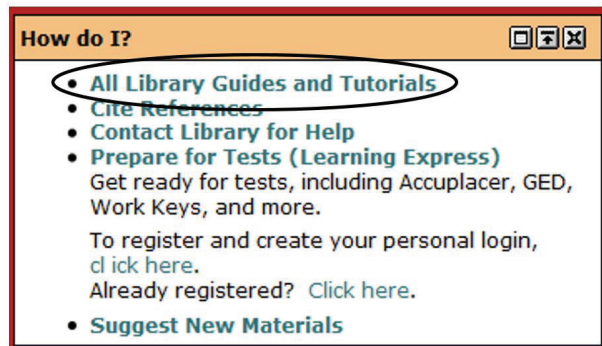 How do I?
• All Library Guides and Tutorials
• Cite References
• Contact Library for Help
• Prepare for Tests (Learning Express)
Get ready for tests, including Accuplacer, GED,
Work Keys, and more.
To register and create your personal login,
cl ick here.
Already registered? Click here.
• Suggest New Materials